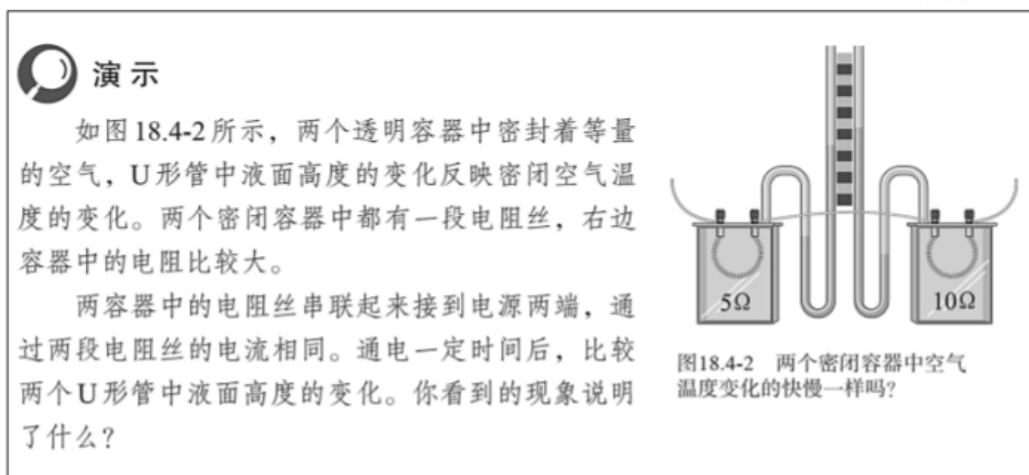 演示
如图18.4-2所示，两个透明容器中密封着等量
的空气，U形管中液面高度的变化反映密闭空气温
度的变化。两个密闭容器中都有一段电阻丝，右边
容器中的电阻比较大。
两容器中的电阻丝串联起来接到电源两端，通
过两段电阻丝的电流相同。通电一定时间后，比较
两个U形管中液面高度的变化。你看到的现象说明
了什么？
5Ω
10Ω
图18.4-2 两个密闭容器中空气
温度变化的快慢一样吗？